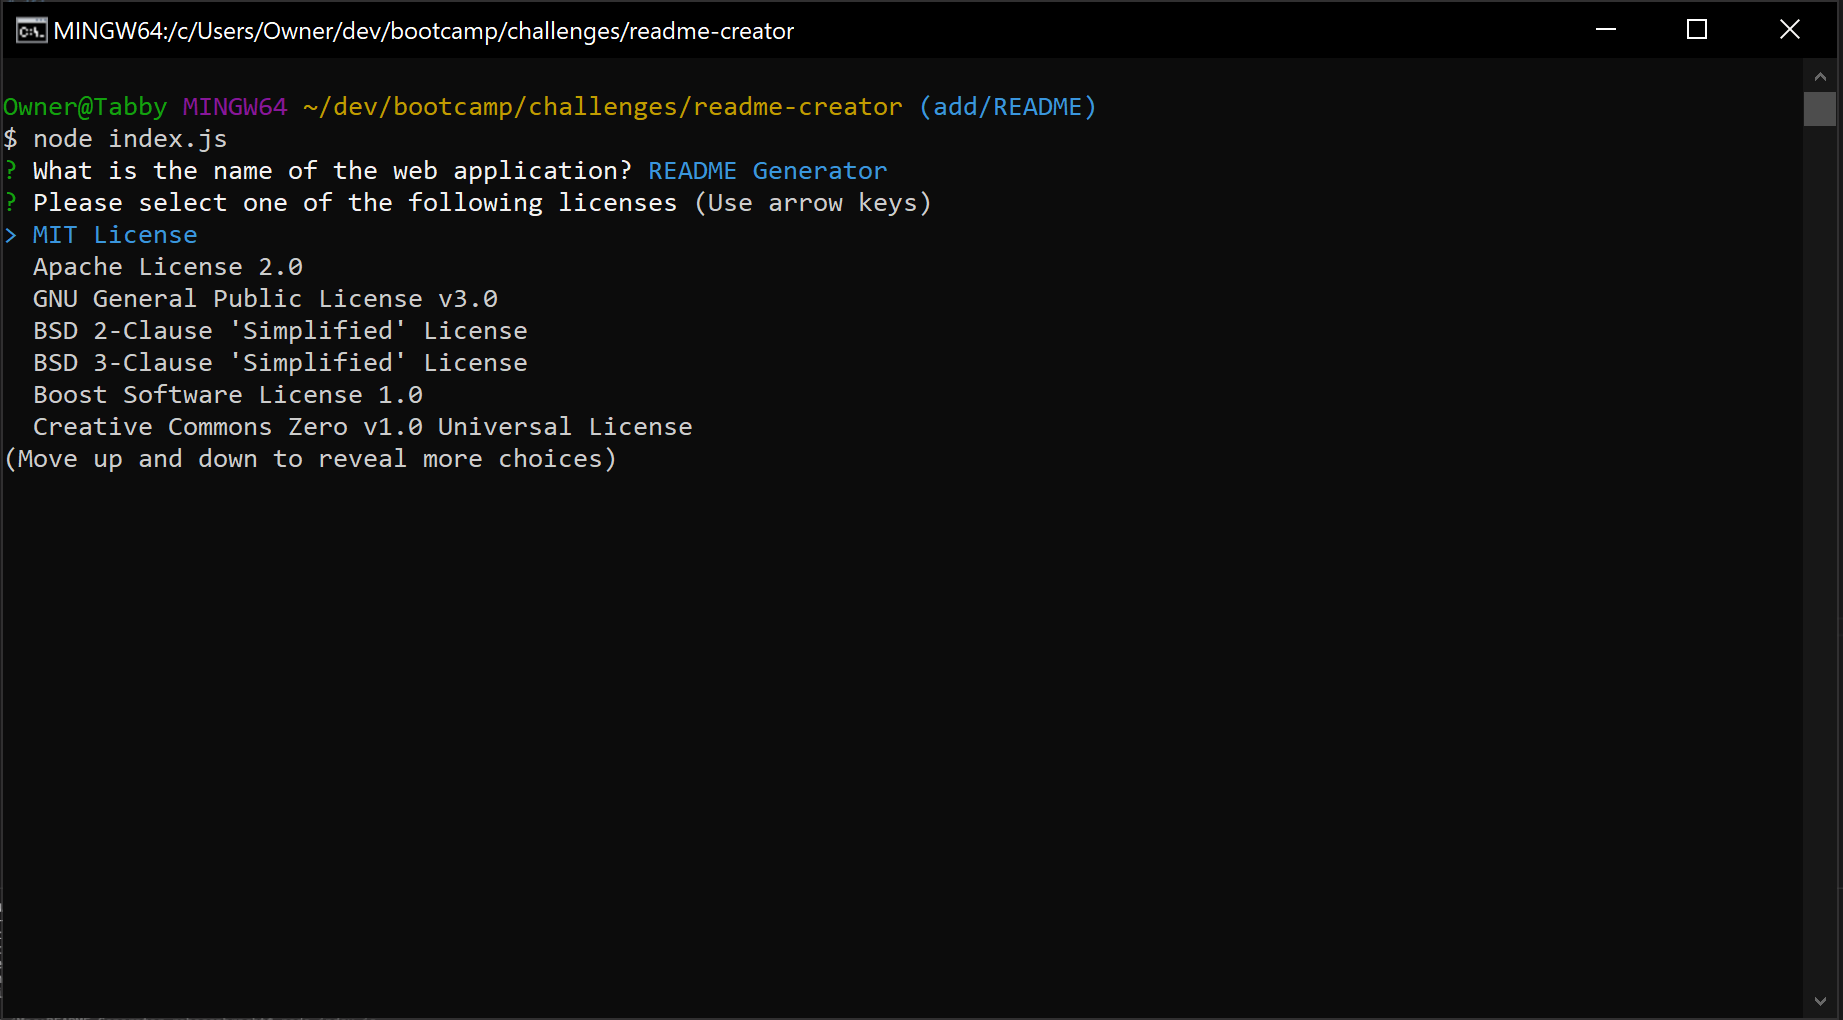 MINGW64:/c/Users/Owner/dev/bootcamp/challenges/readme-creator
Owner@Tabby MINGW64 ~/dev/bootcamp/challenges/readme-creator (add/README)
$ node index.js
? What is the name of the web application? README Generator
? Please select one of the following licenses (Use arrow keys)
> MIT License
Apache License 2.0
GNU General Public License v3.0
BSD 2-Clause 'Simplified' License
BSD 3-Clause 'Simplified' License
Boost Software License 1.0
Creative Commons Zero v1.0 Universal License
(Move up and down to reveal more choices)